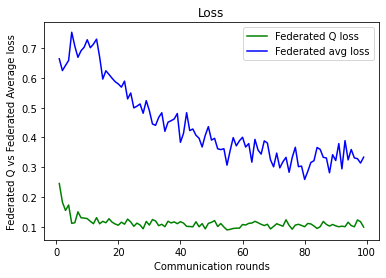 Loss
Federated Q loss
Federated avg loss
Federated Q vs Federated Average loss
0.7
0.6
0.5
0.4
0.3
0.2
0.1
0
20
40
60
80
100
Communication rounds